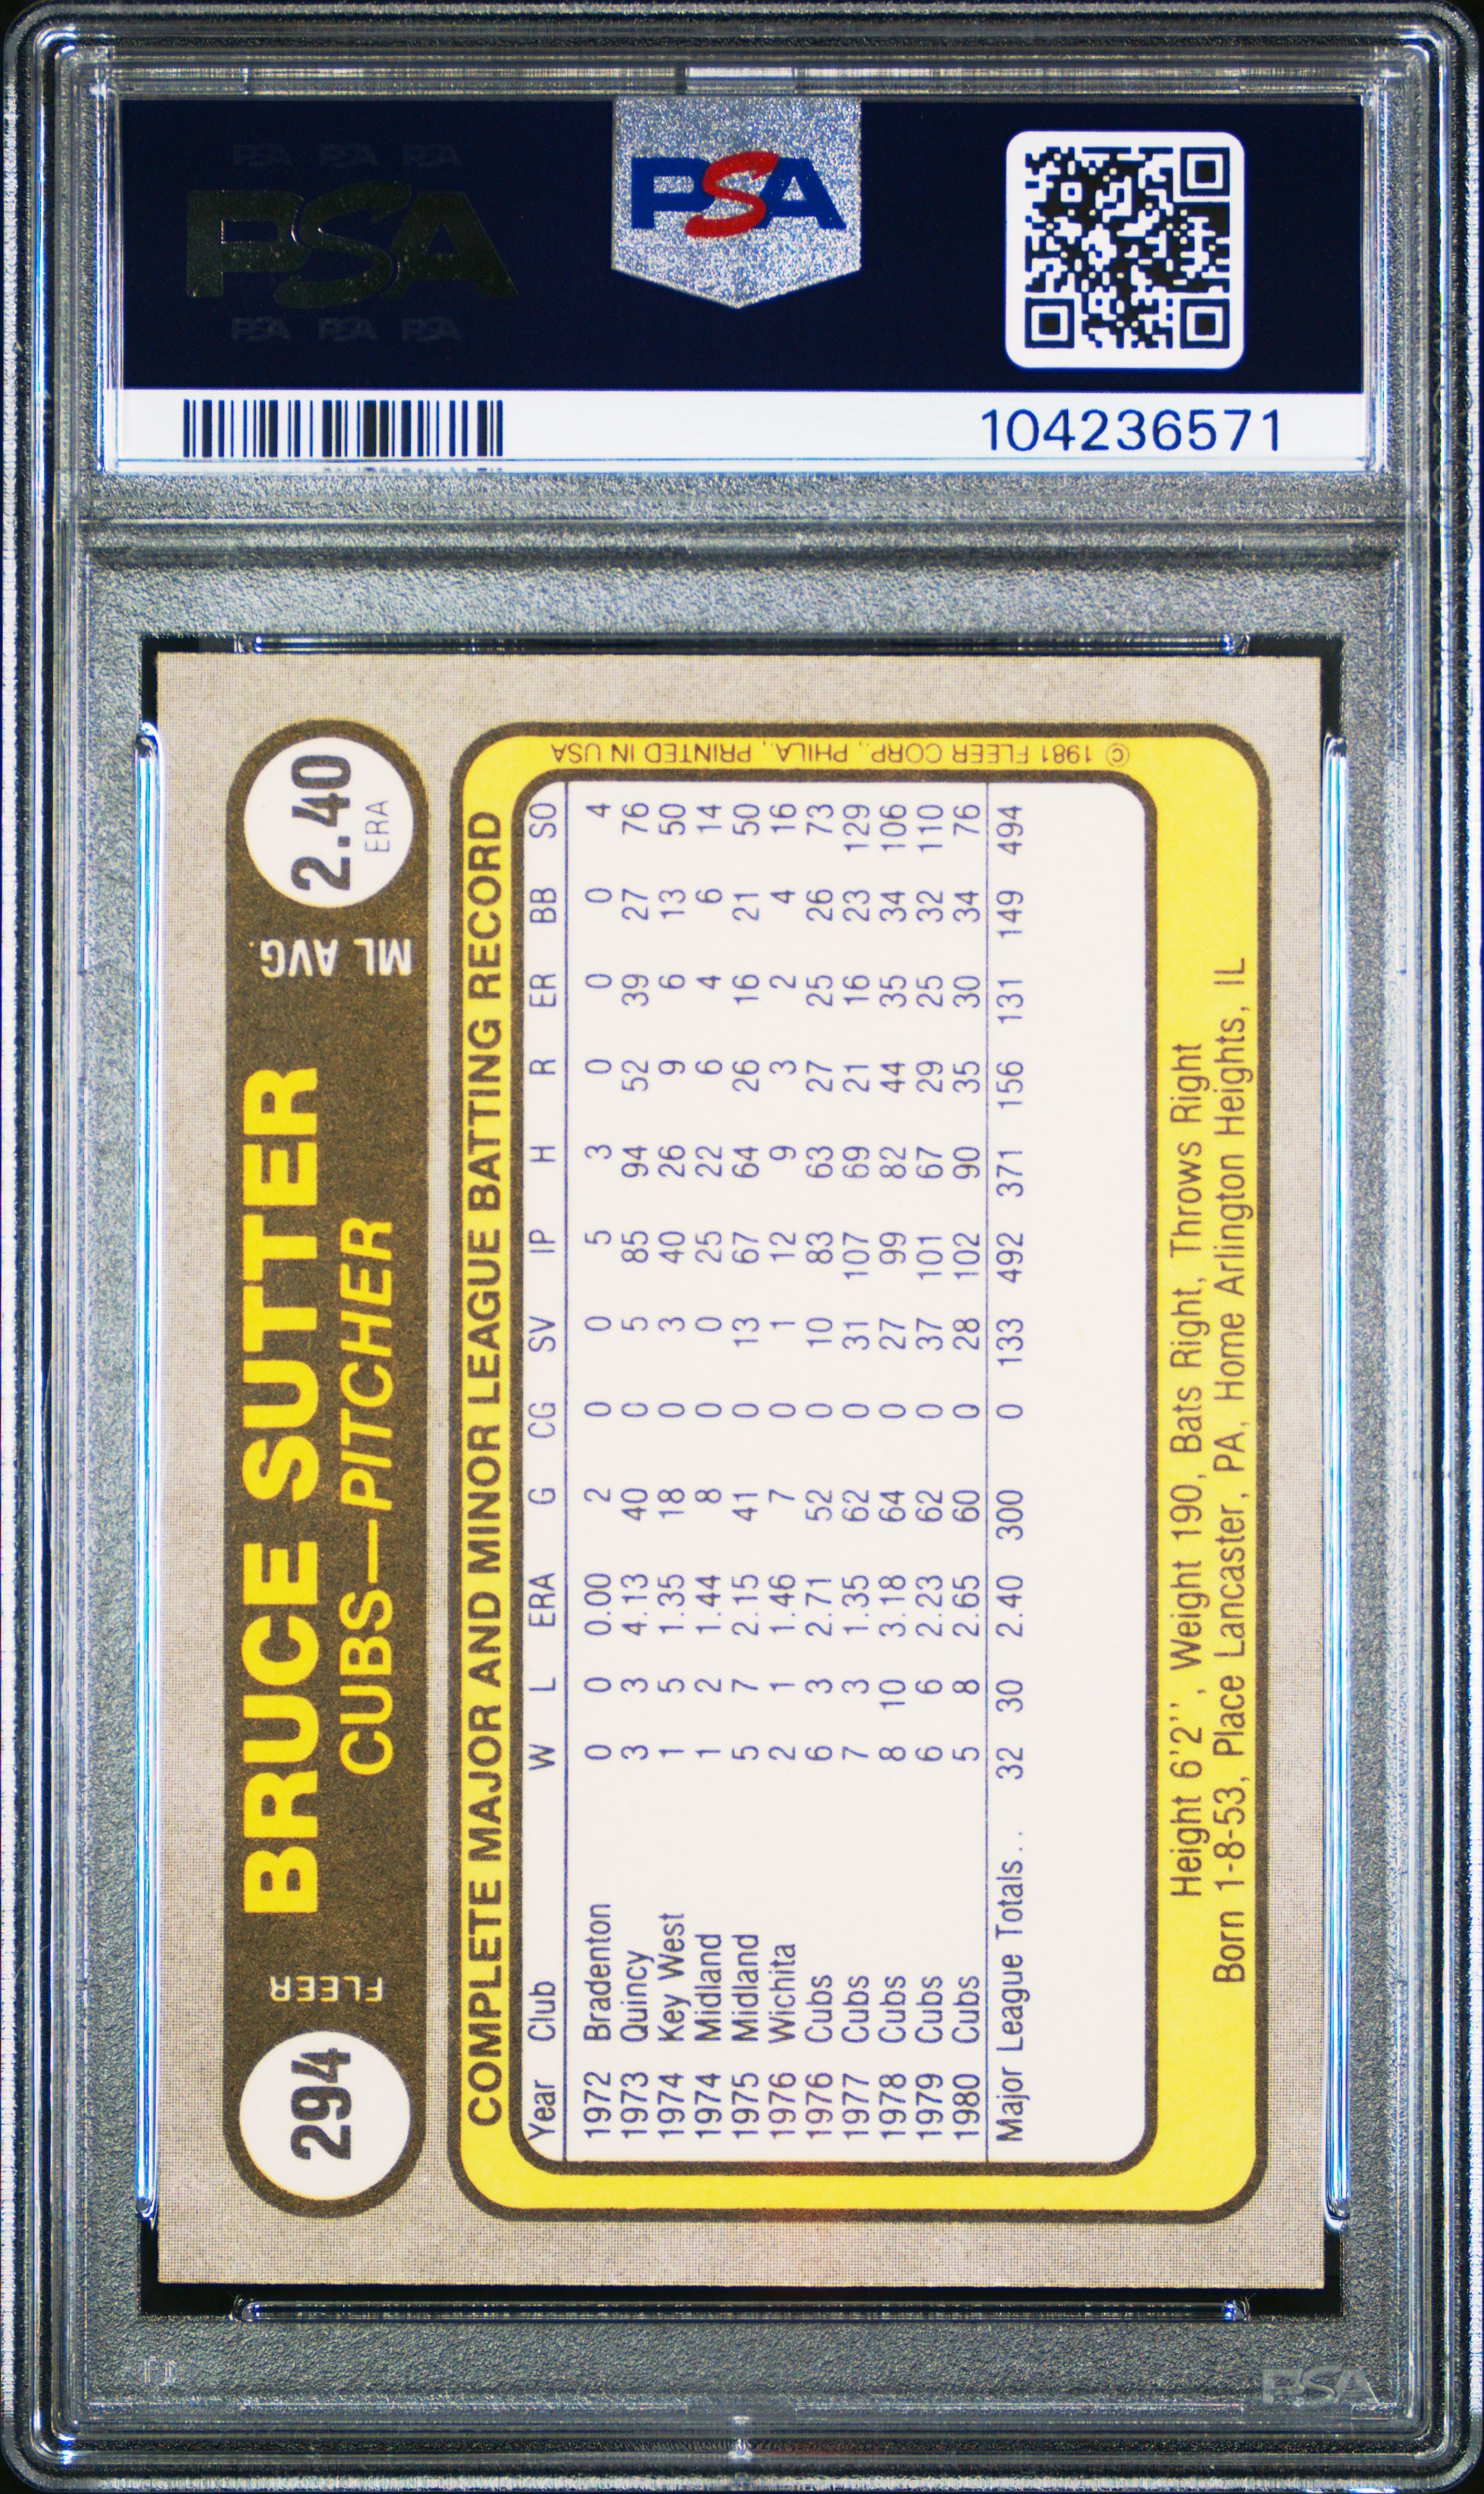 PSA PSA PSA
PSA
PSA PSA PSA
PSA
104236571
294 FLEER BRUCE SUTTER ML AVG. 2.40
CUBS—PITCHER ERA
COMPLETE MAJOR AND MINOR LEAGUE BATTING RECORD
Year Club W L ERA G CG SV IP H R ER BB SO
1972 Bradenton 0 0 0.00 2 0 0 5 3 0 0 0 4
1973 Quincy 3 3 4.13 40 0 5 85 94 52 39 27 76
1974 Key West 1 5 1.35 18 0 3 40 26 9 6 13 50
1974 Midland 1 2 1.44 8 0 0 25 22 6 4 6 14
1975 Midland 5 7 2.15 41 0 13 67 64 26 16 21 50
1976 Wichita 2 1 1.46 7 0 1 12 9 3 2 4 16
1976 Cubs 6 3 2.71 52 0 10 83 63 27 25 26 73
1977 Cubs 7 3 1.35 62 0 31 107 69 21 16 23 129
1978 Cubs 8 10 3.18 64 0 27 99 82 44 35 34 106
1979 Cubs 6 6 2.23 62 0 37 101 67 29 25 32 110
1980 Cubs 5 8 2.65 60 0 28 102 90 35 30 34 76
Major League Totals.. 32 30 2.40 300 0 133 492 371 156 131 149 494
© 1981 FLEER CORP., PHILA., PRINTED IN USA
Height 6'2'', Weight 190, Bats Right, Throws Right
Born 1-8-53, Place Lancaster, PA, Home Arlington Heights, IL
PSA